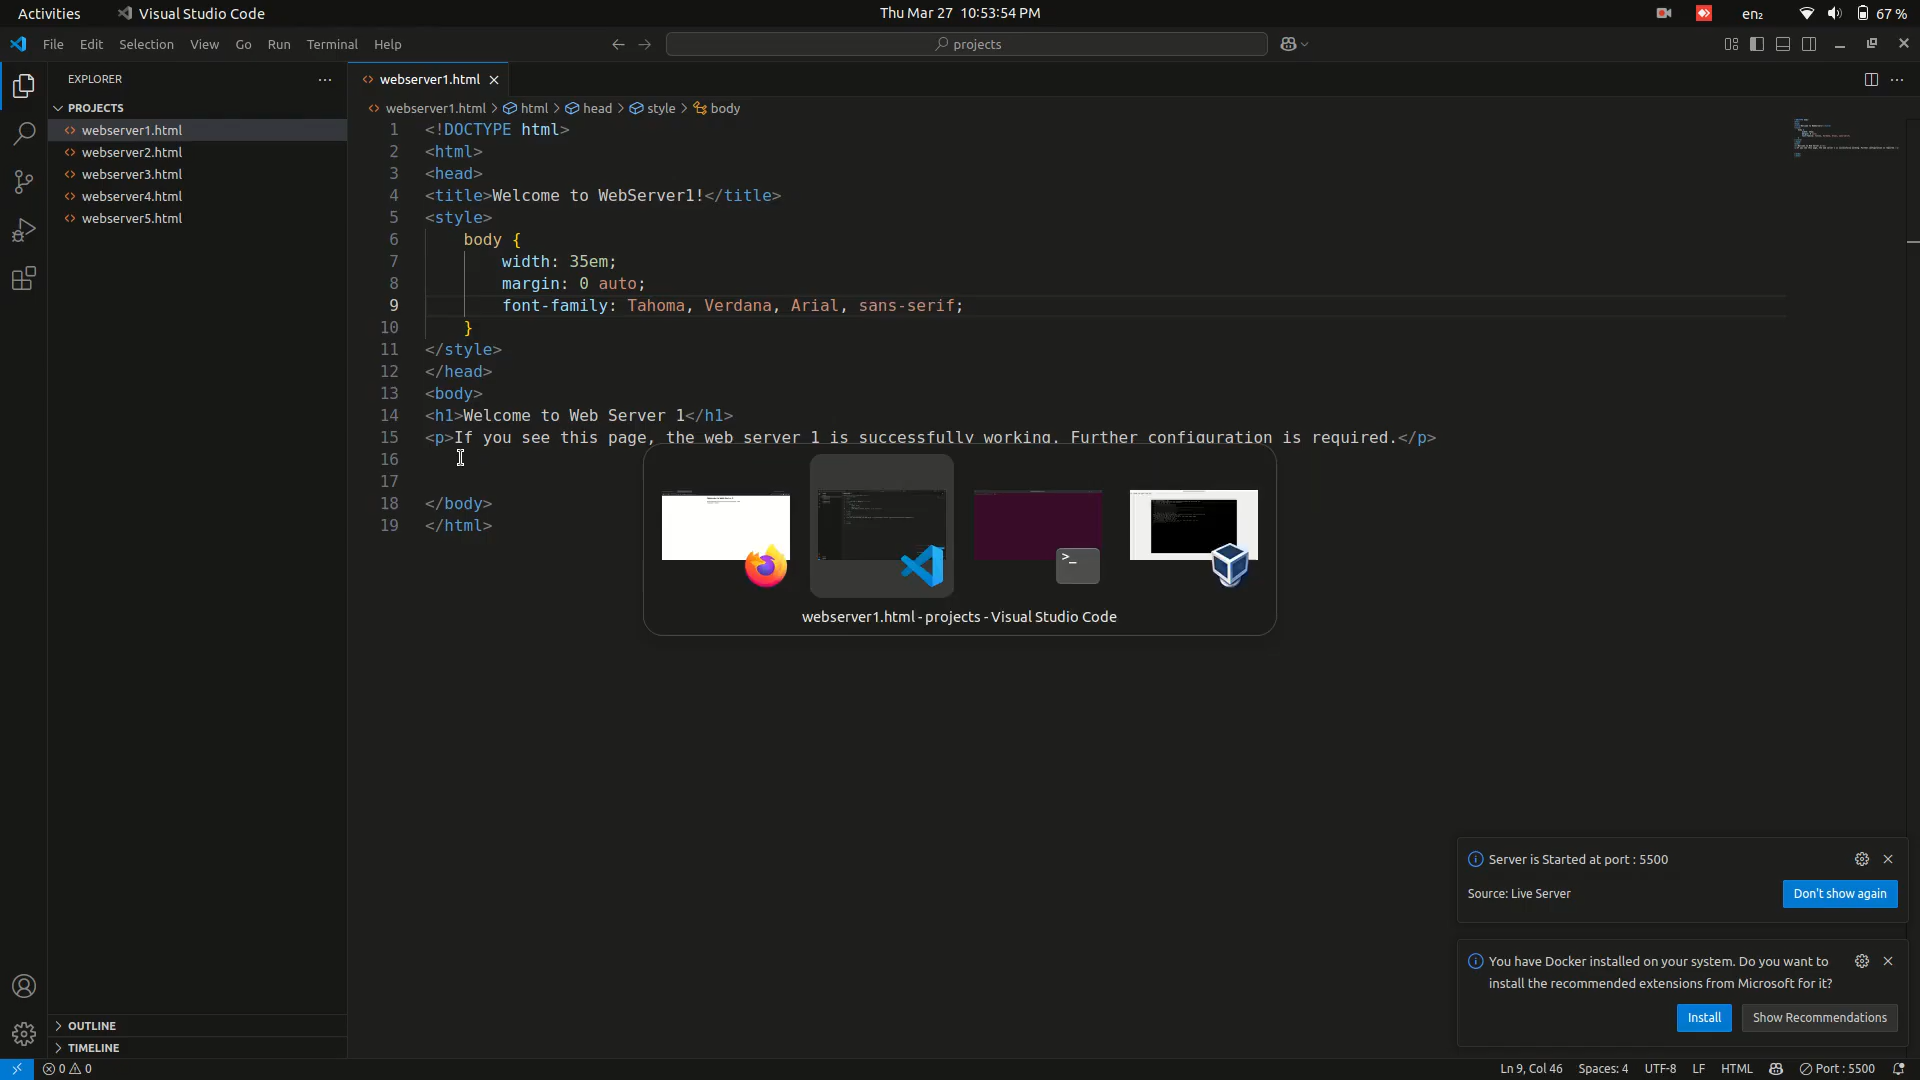 Activities
Visual Studio Code
Thu Mar 27 10:53:54 PM
en₂
67 %
File Edit Selection View Go Run Terminal Help
projects
EXPLORER
PROJECTS
webserver1.html
webserver2.html
webserver3.html
webserver4.html
webserver5.html
OUTLINE
TIMELINE
webserver1.html
webserver1.html > html > head > style > body
1 <!DOCTYPE html>
2 <html>
3 <head>
4 <title>Welcome to WebServer1!</title>
5 <style>
6 body {
7 width: 35em;
8 margin: 0 auto;
9 font-family: Tahoma, Verdana, Arial, sans-serif;
10 }
11 </style>
12 </head>
13 <body>
14 <h1>Welcome to Web Server 1</h1>
15 <p>If you see this page, the web server 1 is successfully working. Further configuration is required.</p>
16
17
18 </body>
19 </html>
>_
webserver1.html - projects - Visual Studio Code
Server is Started at port : 5500
Source: Live Server
Don't show again
You have Docker installed on your system. Do you want to
install the recommended extensions from Microsoft for it?
Install
Show Recommendations
0 0
Ln 9, Col 46 Spaces: 4 UTF-8 LF HTML Port : 5500